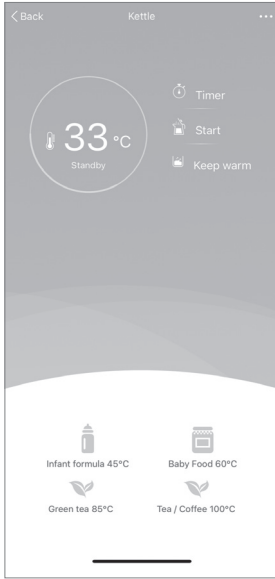 Back
Kettle
...
Timer
33 °C
Start
Standby
Keep warm
Infant formula 45°C
Baby Food 60°C
Green tea 85°C
Tea / Coffee 100°C